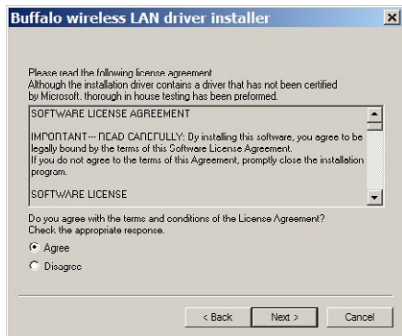 Buffalo wireless LAN driver installer
Please read the following license agreement
Although the installation driver contains a driver that has not been certified
by Microsoft, thorough in house testing has been preformed.
SOFTWARE LICENSE AGREEMENT
IMPORTANT--- READ CAREFULLY: By installing this software, you agree to be
legally bound by the terms of this Software License Agreement.
If you do not agree to the terms of this Agreement, promptly close the installation
program.
SOFTWARE LICENSE
Do you agree with the terms and conditions of the License Agreement?
Check the appropriate response.
Agree
Disagree
< Back Next > Cancel